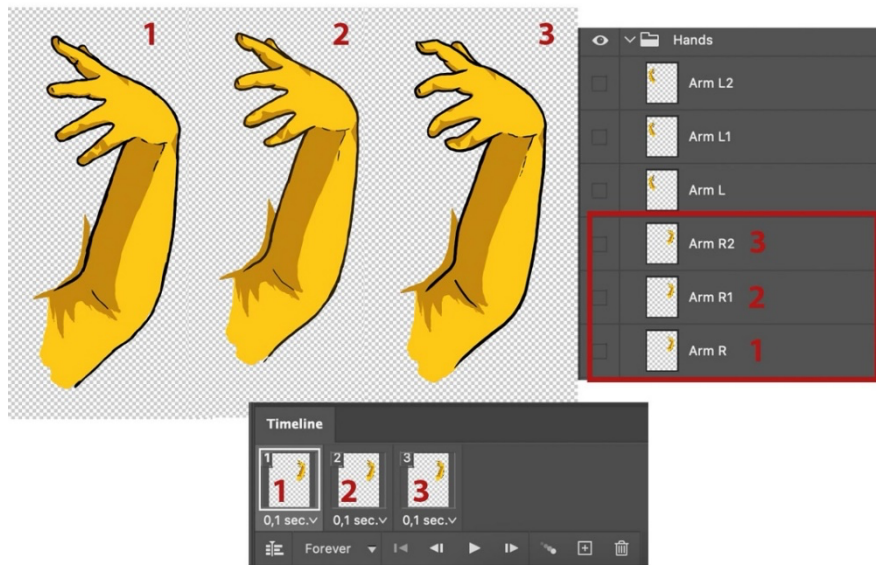 1 2 3
Hands
Arm L2
Arm L1
Arm L
Arm R2 3
Arm R1 2
Arm R 1
Timeline
1 2 3
1 2 3
0,1 sec. 0,1 sec. 0,1 sec.
Forever